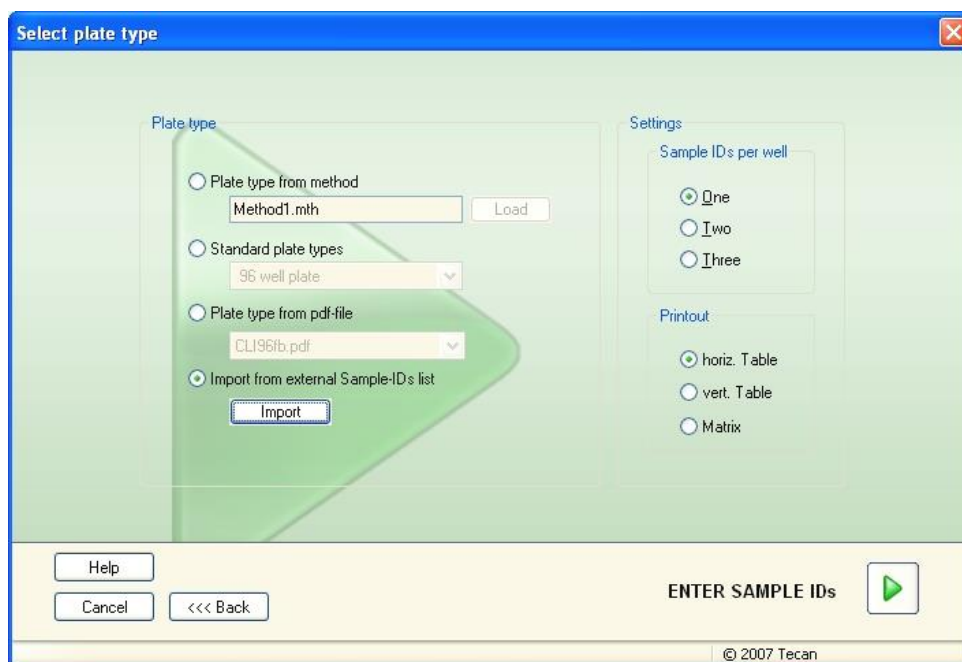 Select plate type
Plate type
Plate type from method
Method1.mth
Load
Standard plate types
96 well plate
Plate type from pdf-file
CLI96fb.pdf
Import from external Sample-IDs list
Import
Settings
Sample IDs per well
One
Two
Three
Printout
horiz. Table
vert. Table
Matrix
Help
Cancel
<<< Back
ENTER SAMPLE IDs
© 2007 Tecan